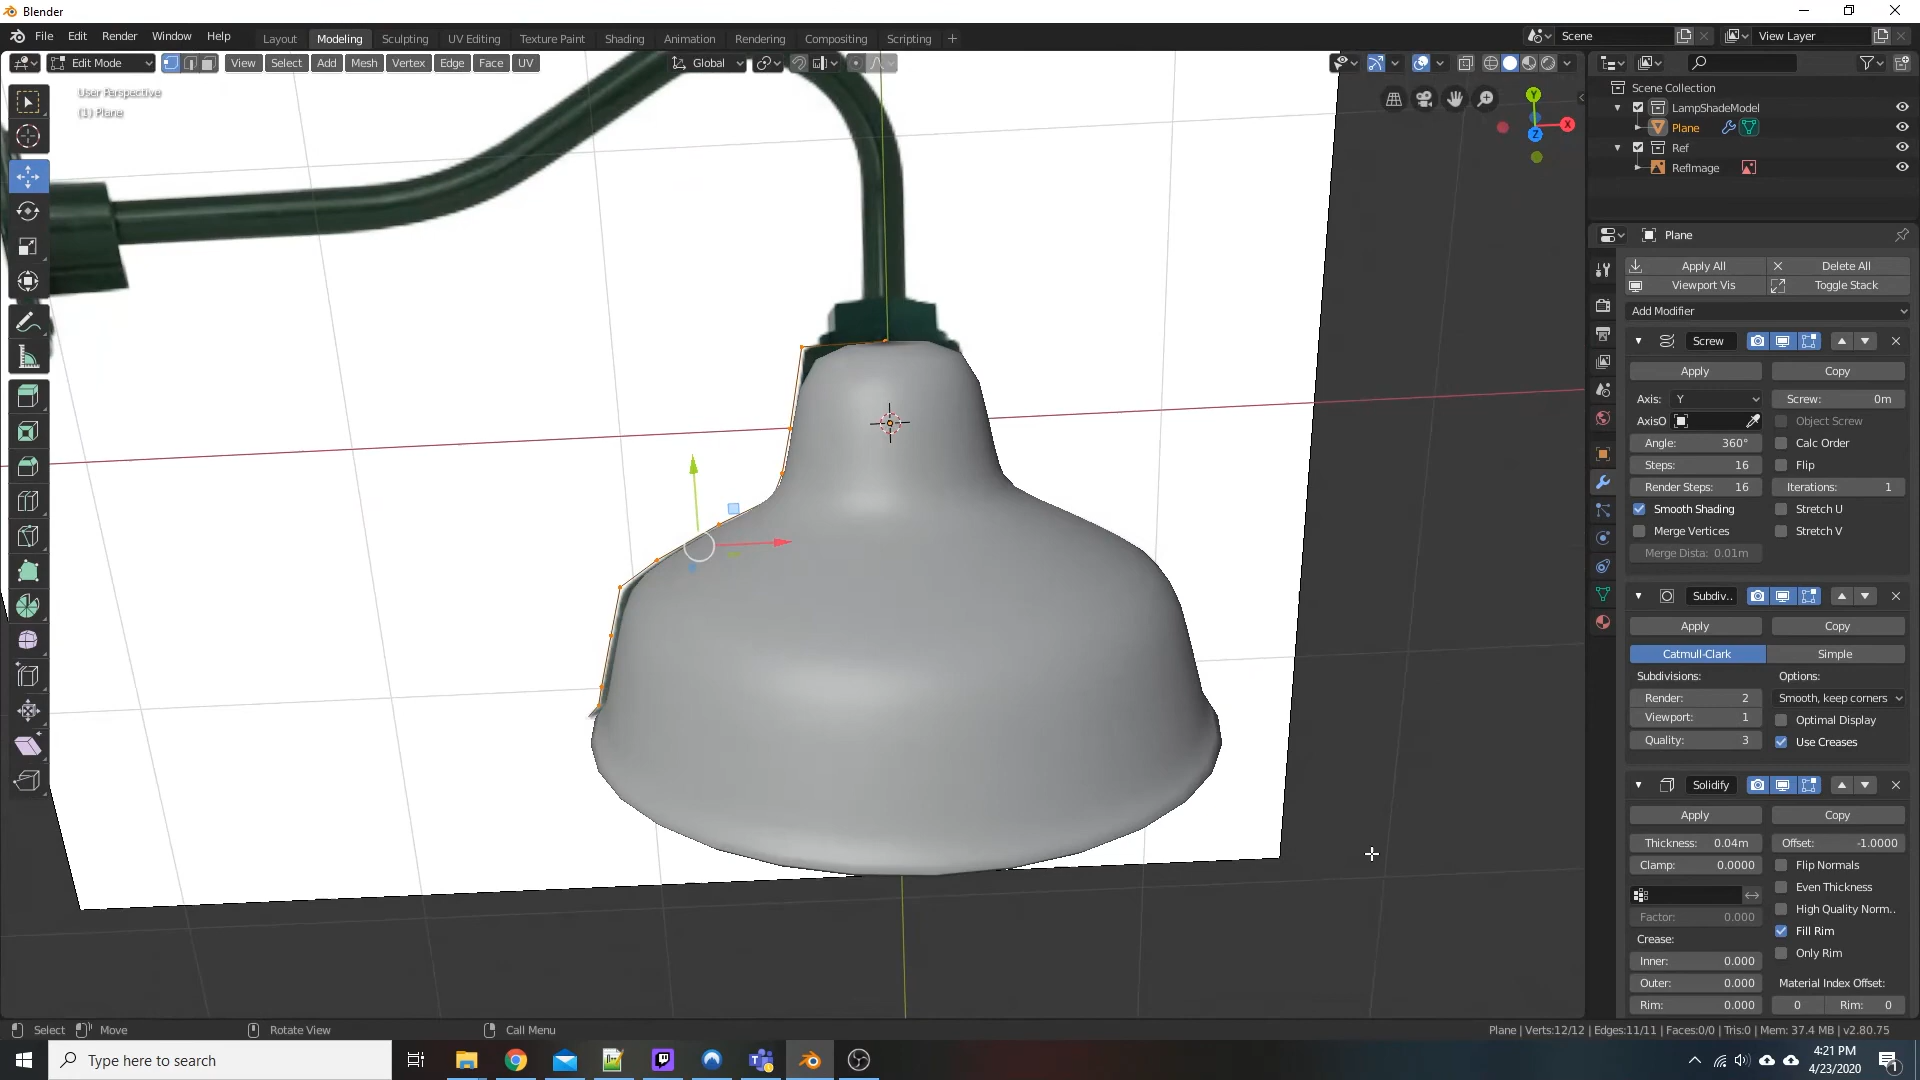 Blender
File Edit Render Window Help
Layout Modeling Sculpting UV Editing Texture Paint Shading Animation Rendering Compositing Scripting +
Scene
View Layer
Edit Mode
View Select Add Mesh Vertex Edge Face UV
Global
User Perspective
(1) Plane
Y
X
Z
Scene Collection
LampShadeModel
Plane
Ref
RefImage
Plane
Apply All Delete All
Viewport Vis Toggle Stack
Add Modifier
Screw
Apply Copy
Axis: Y Screw: 0m
AxisO Object Screw
Angle: 360° Calc Order
Steps: 16 Flip
Render Steps: 16 Iterations: 1
Smooth Shading Stretch U
Merge Vertices Stretch V
Merge Dista: 0.01m
Subdiv..
Apply Copy
Catmull-Clark Simple
Subdivisions: Options:
Render: 2 Smooth, keep corners
Viewport: 1 Optimal Display
Quality: 3 Use Creases
Solidify
Apply Copy
Thickness: 0.04m Offset: -1.0000
Clamp: 0.0000 Flip Normals
Even Thickness
High Quality Norm..
Factor: 0.000
Fill Rim
Crease:
Only Rim
Inner: 0.000
Outer: 0.000 Material Index Offset:
Rim: 0.000 0 Rim: 0
Select Move Rotate View Call Menu
Plane | Verts:12/12 | Edges:11/11 | Faces:0/0 | Tris:0 | Mem: 37.4 MB | v2.80.75
Type here to search
4:21 PM
4/23/2020
1